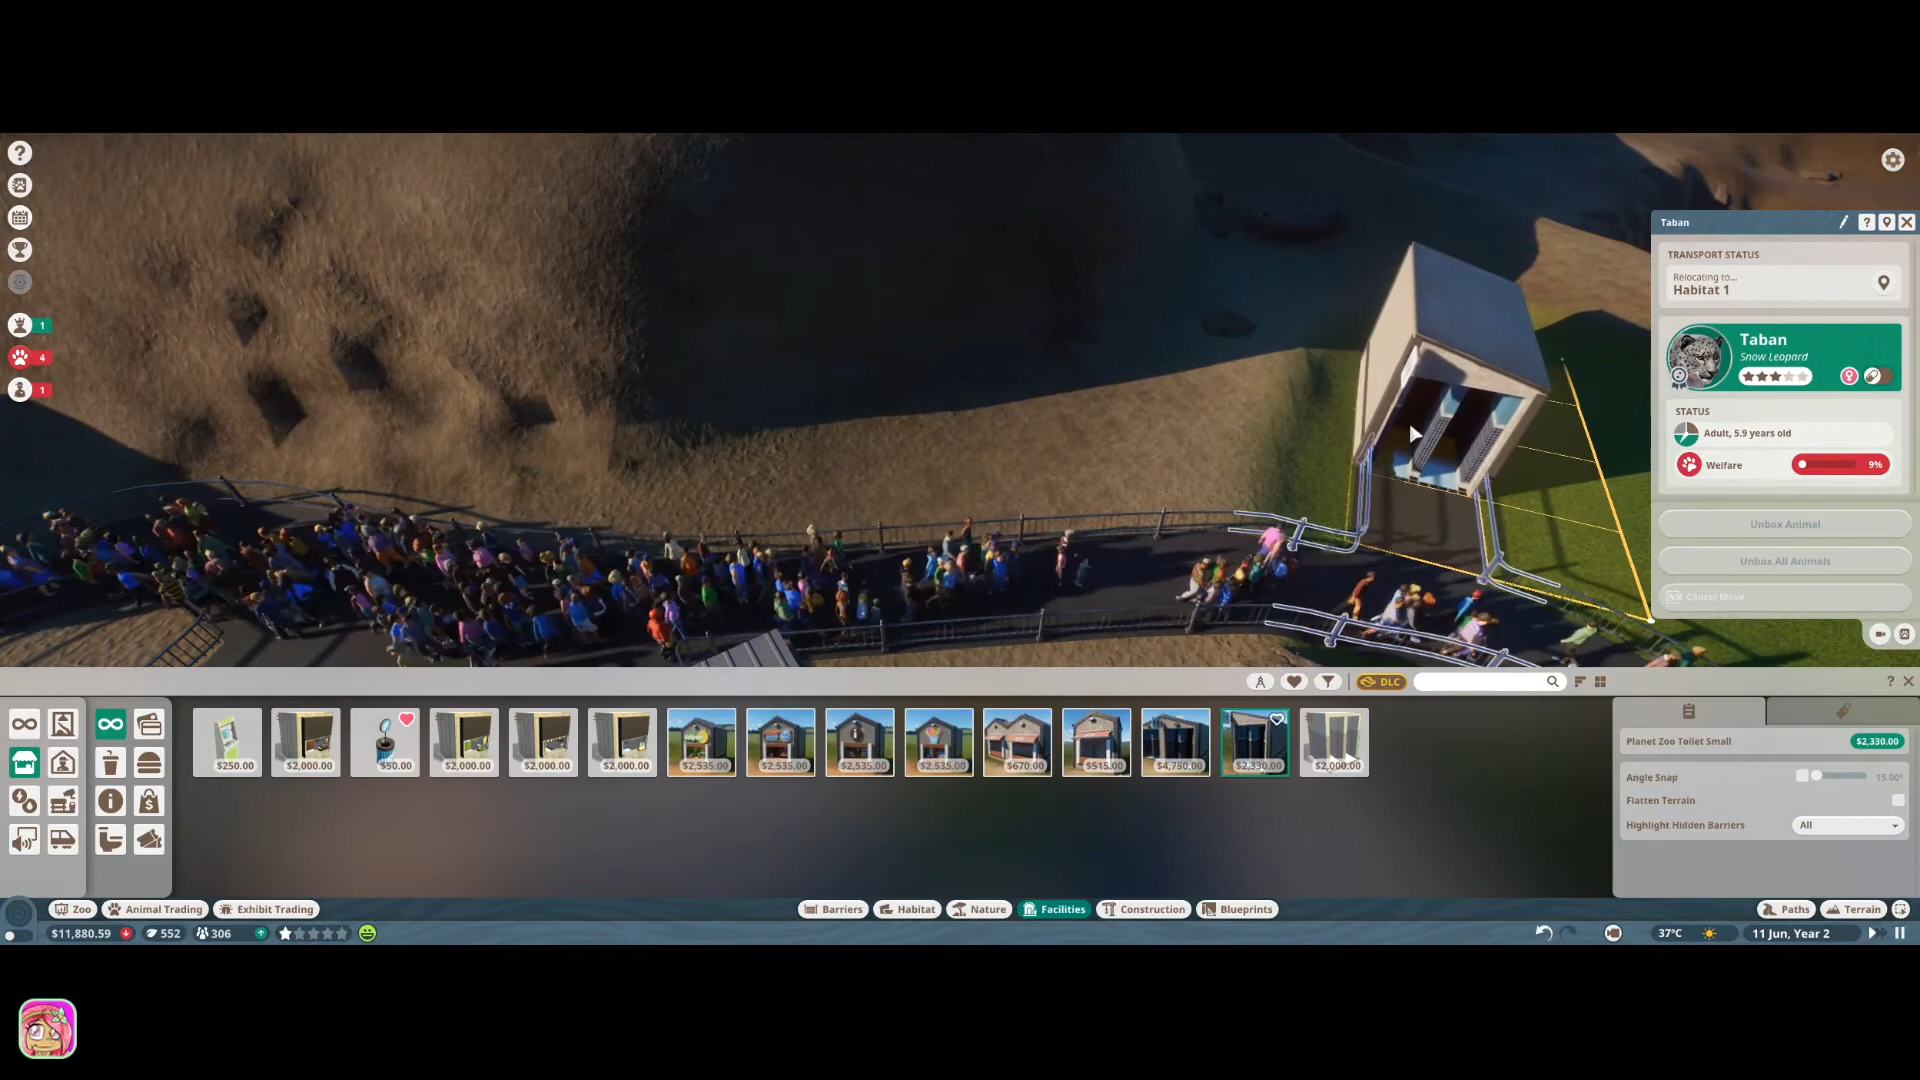 1
4
1
Taban
?
TRANSPORT STATUS
Relocating to...
Habitat 1
Taban
Snow Leopard
STATUS
Adult, 5.9 years old
Welfare
9%
Unbox Animal
Unbox All Animals
Cancel Move
DLC
?
$250.00
$2,000.00
$50.00
$2,000.00
$2,000.00
$2,000.00
$2,535.00
$2,535.00
$2,535.00
$2,535.00
$670.00
$515.00
$4,750.00
$2,330.00
$2,000.00
Planet Zoo Toilet Small
$2,330.00
Angle Snap
15.00°
Flatten Terrain
Highlight Hidden Barriers
All
Zoo
Animal Trading
Exhibit Trading
Barriers
Habitat
Nature
Facilities
Construction
Blueprints
Paths
Terrain
$11,880.59
552
306
37°C
11 Jun, Year 2